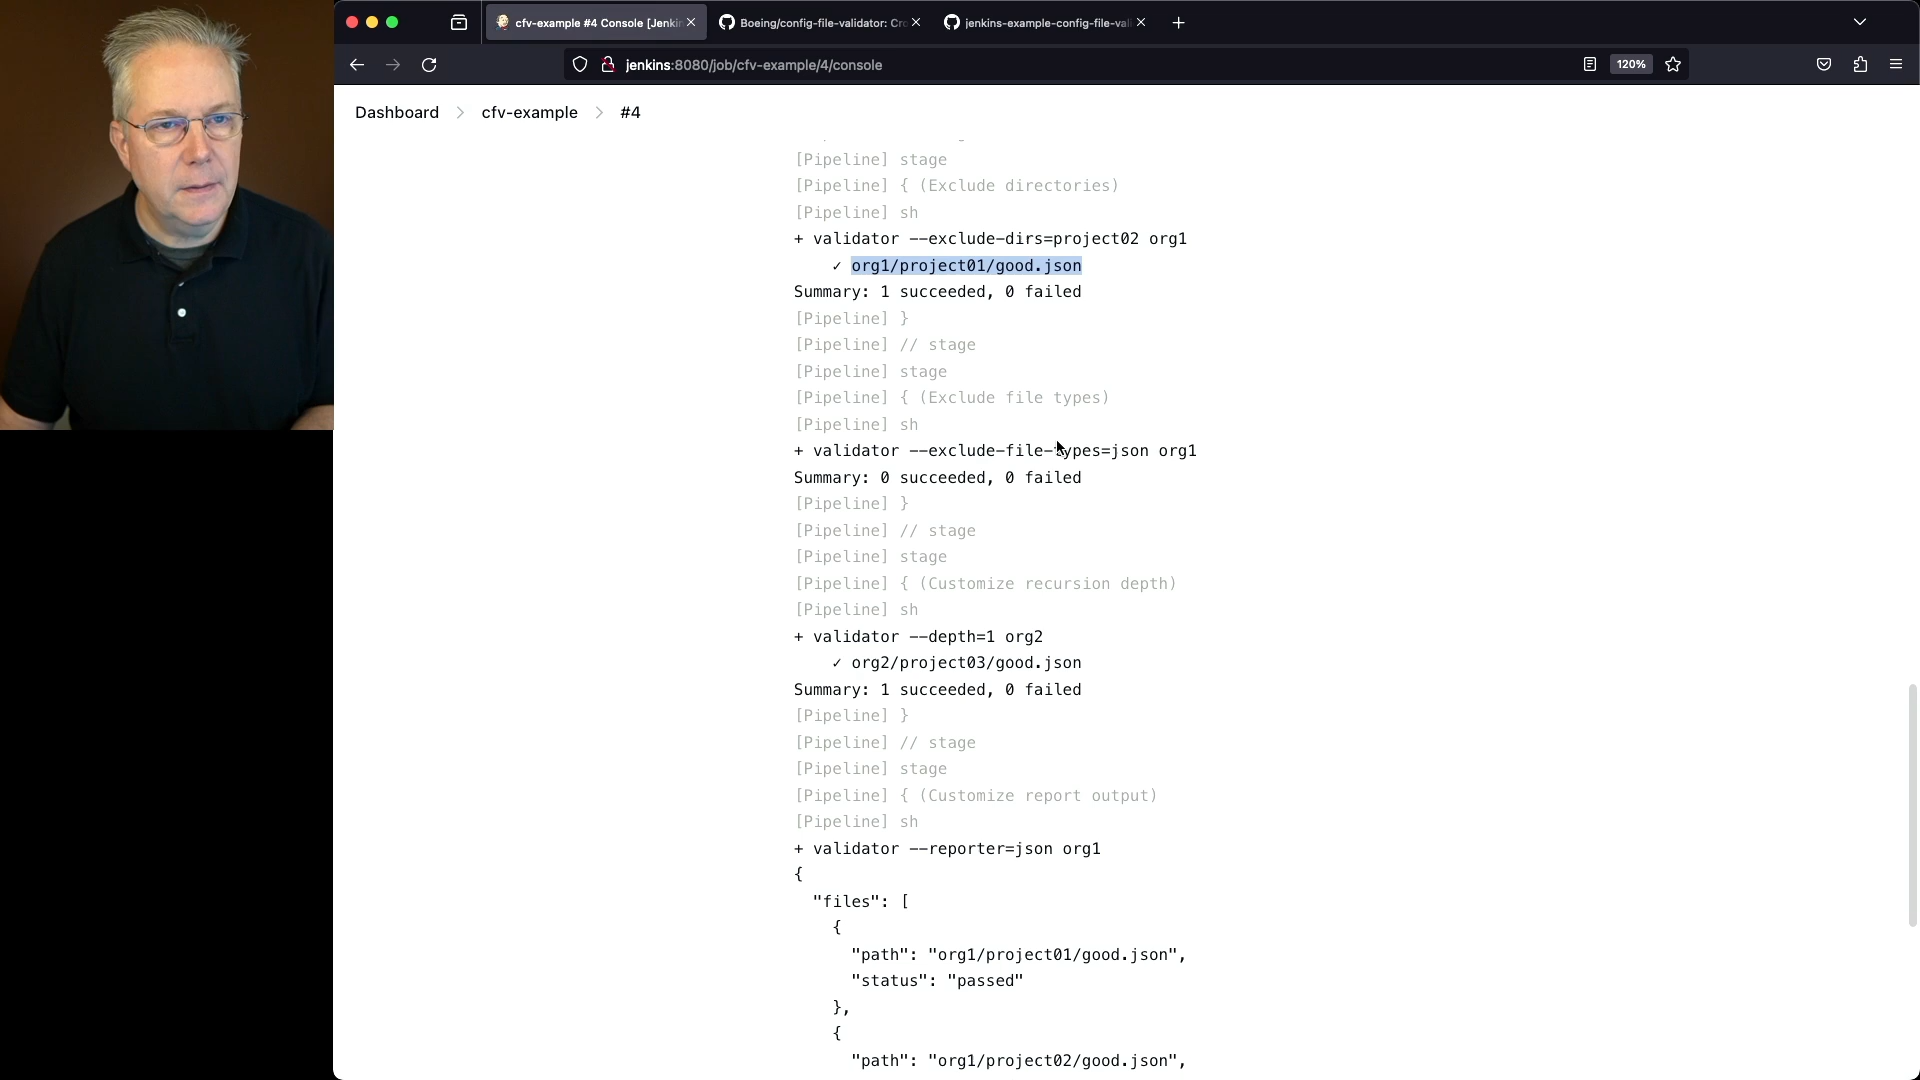 cfv-example #4 Console [Jenki
Boeing/config-file-validator: Cr
jenkins-example-config-file-val
jenkins:8080/job/cfv-example/4/console
120%
Dashboard
cfv-example
#4
[Pipeline] stage
[Pipeline] { (Exclude directories)
[Pipeline] sh
+ validator --exclude-dirs=project02 org1
✓ org1/project01/good.json
Summary: 1 succeeded, 0 failed
[Pipeline] }
[Pipeline] // stage
[Pipeline] stage
[Pipeline] { (Exclude file types)
[Pipeline] sh
+ validator --exclude-file-types=json org1
Summary: 0 succeeded, 0 failed
[Pipeline] }
[Pipeline] // stage
[Pipeline] stage
[Pipeline] { (Customize recursion depth)
[Pipeline] sh
+ validator --depth=1 org2
✓ org2/project03/good.json
Summary: 1 succeeded, 0 failed
[Pipeline] }
[Pipeline] // stage
[Pipeline] stage
[Pipeline] { (Customize report output)
[Pipeline] sh
+ validator --reporter=json org1
{
"files": [
{
"path": "org1/project01/good.json",
"status": "passed"
},
{
"path": "org1/project02/good.json",